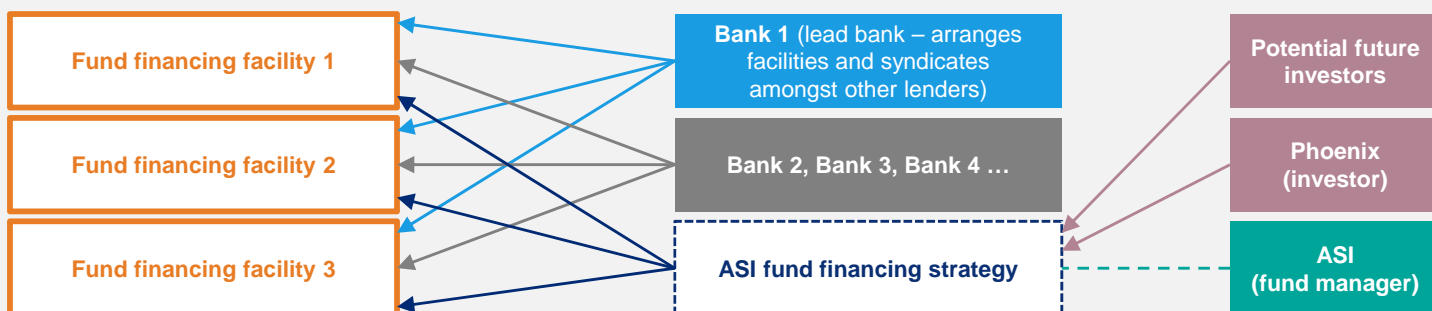 Fund financing facility 1
Bank 1 (lead bank – arranges
facilities and syndicates
amongst other lenders)
Potential future
investors
Fund financing facility 2
Bank 2, Bank 3, Bank 4 …
Phoenix
(investor)
Fund financing facility 3
ASI fund financing strategy
ASI
(fund manager)